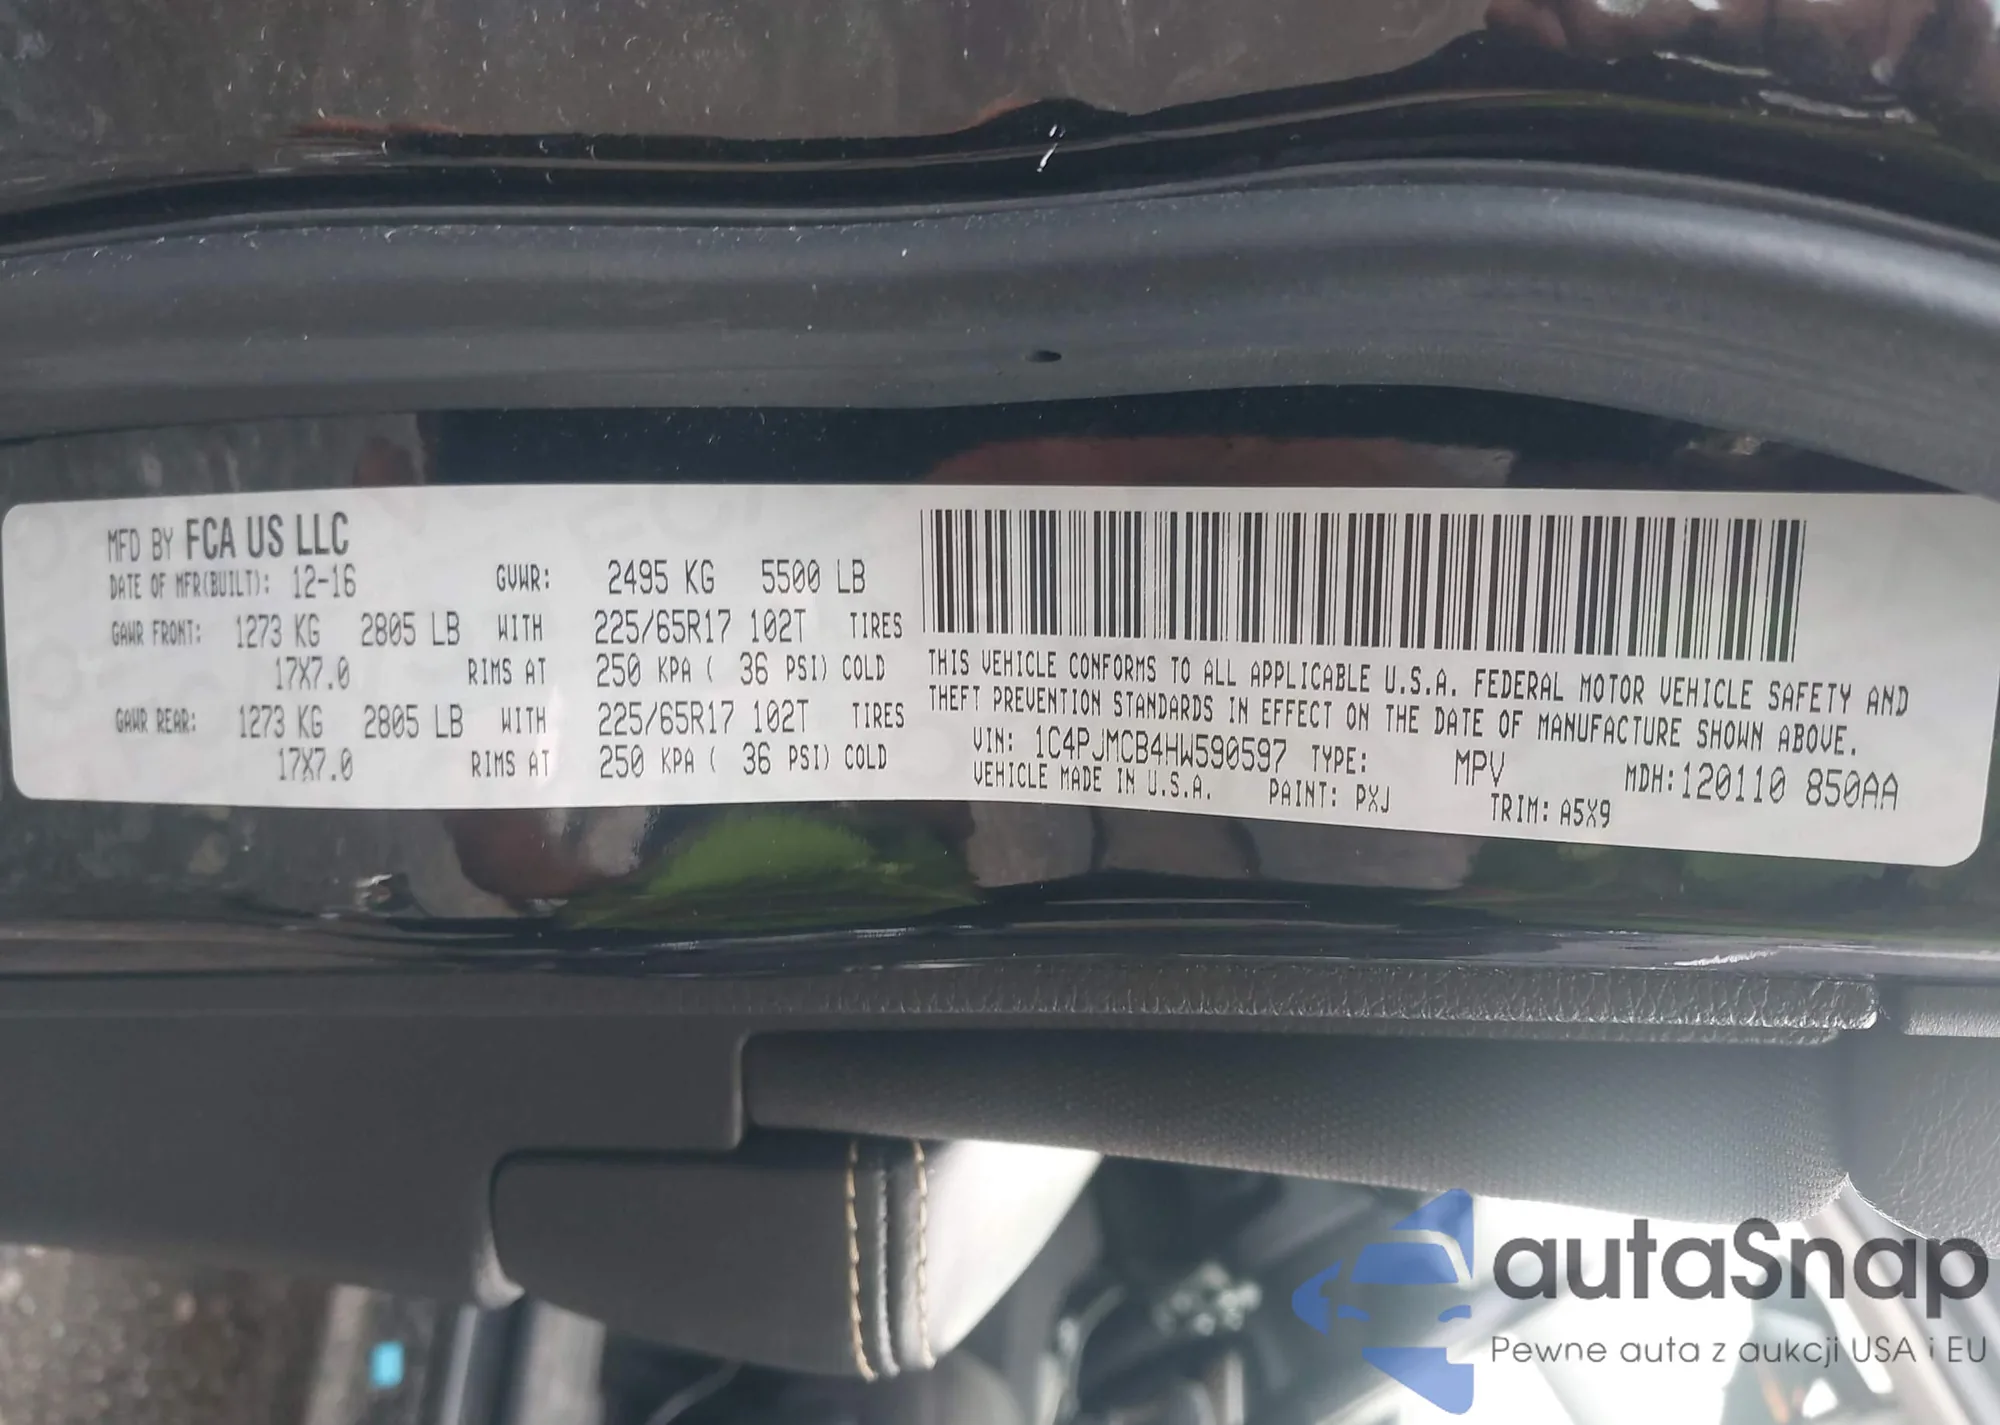 MFD BY FCA US LLC
DATE OF MFR(BUILT): 12-16 GVWR: 2495 KG 5500 LB
GAWR FRONT: 1273 KG 2805 LB WITH 225/65R17 102T TIRES
17X7.0 RIMS AT 250 KPA ( 36 PSI) COLD
GAWR REAR: 1273 KG 2805 LB WITH 225/65R17 102T TIRES
17X7.0 RIMS AT 250 KPA ( 36 PSI) COLD
THIS VEHICLE CONFORMS TO ALL APPLICABLE U.S.A. FEDERAL MOTOR VEHICLE SAFETY AND
THEFT PREVENTION STANDARDS IN EFFECT ON THE DATE OF MANUFACTURE SHOWN ABOVE.
VIN: 1C4PJMCB4HW590597 TYPE: MPV MDH: 120110 850AA
VEHICLE MADE IN U.S.A. PAINT: PXJ TRIM: A5X9
autaSnap
Pewne auta z aukcji USA i EU